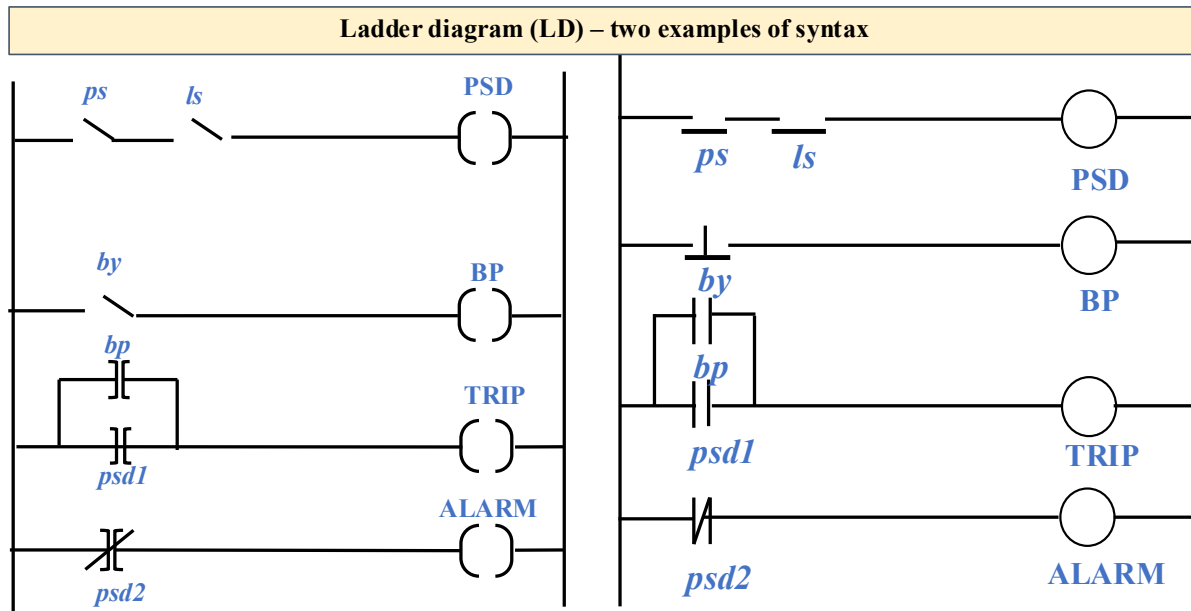 Ladder diagram (LD) – two examples of syntax
ps
ls
PSD
by
BP
bp
TRIP
psd1
ALARM
psd2
ps
ls
PSD
by
BP
bp
psd1
TRIP
psd2
ALARM